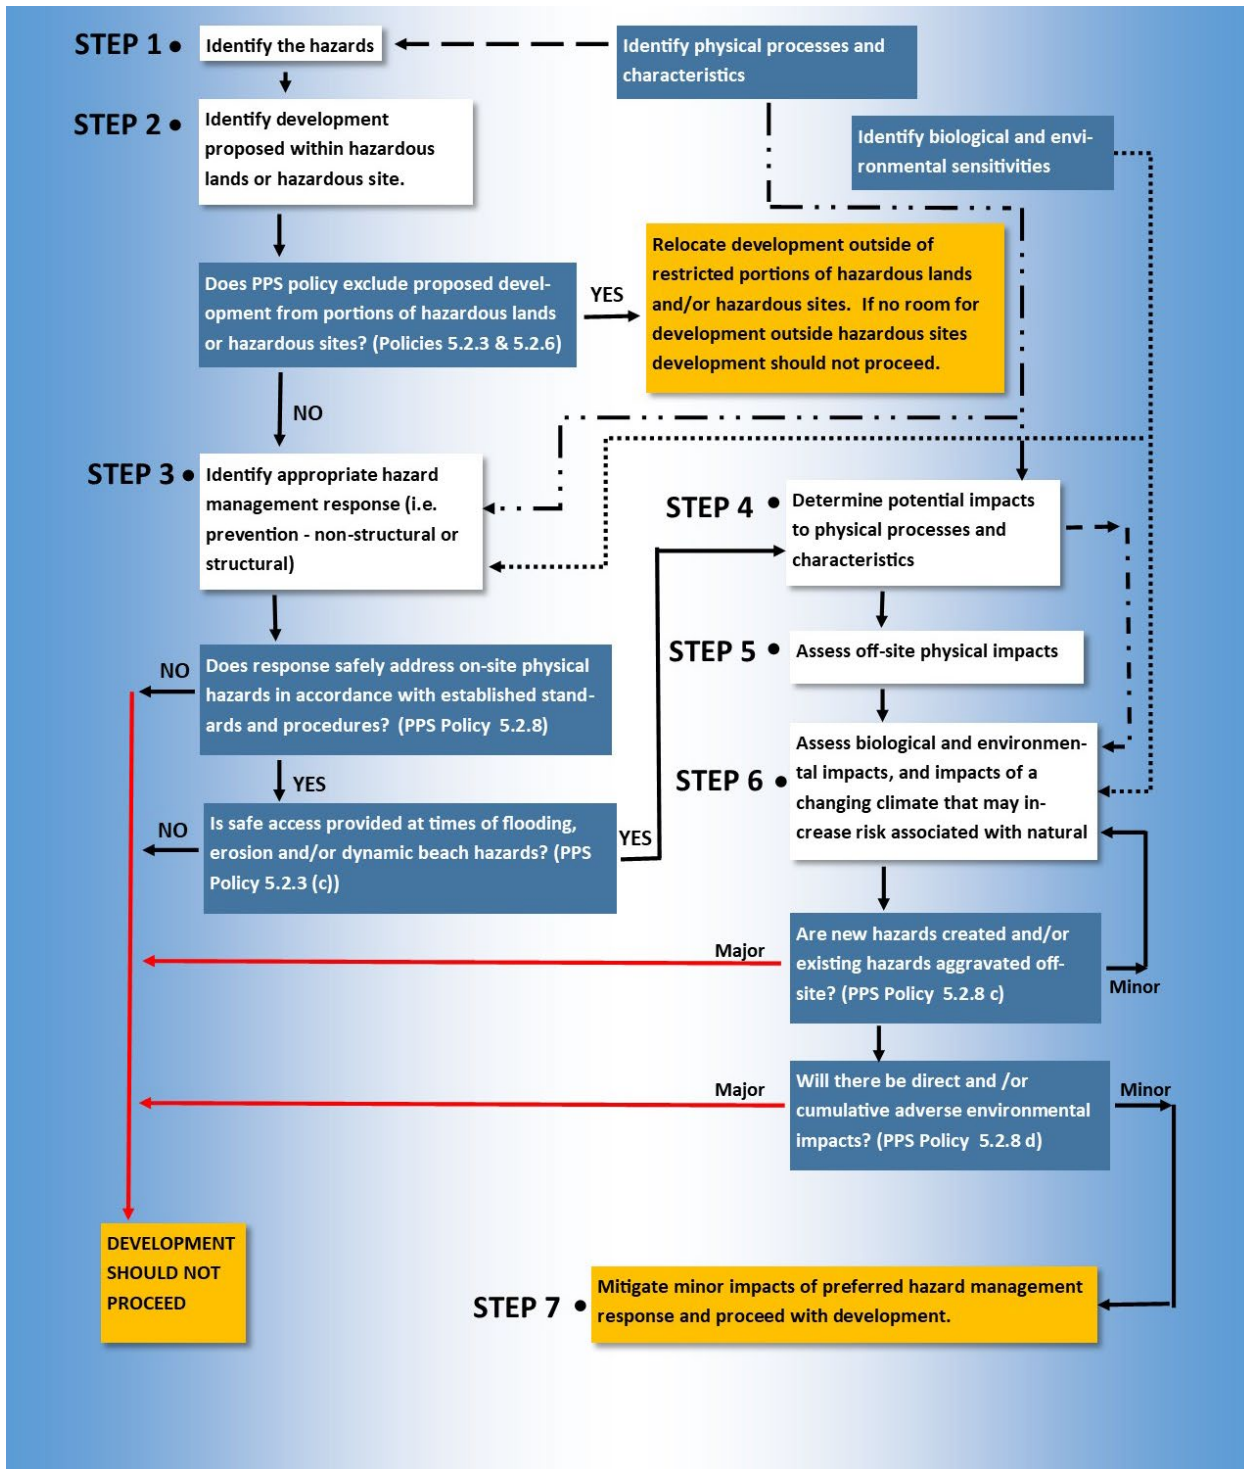 STEP 1 •
Identify the hazards
Identify physical processes and
characteristics
STEP 2 •
Identify development
proposed within hazardous
lands or hazardous site.
Identify biological and envi-
ronmental sensitivities
Does PPS policy exclude proposed devel-
opment from portions of hazardous lands
or hazardous sites? (Policies 5.2.3 & 5.2.6)
YES
Relocate development outside of
restricted portions of hazardous lands
and/or hazardous sites.  If no room for
development outside hazardous sites
development should not proceed.
NO
STEP 3 •
Identify appropriate hazard
management response (i.e.
prevention - non-structural or
structural)
STEP 4 •
Determine potential impacts
to physical processes and
characteristics
NO
Does response safely address on-site physical
hazards in accordance with established stand-
ards and procedures? (PPS Policy  5.2.8)
STEP 5 •
Assess off-site physical impacts
YES
STEP 6 •
Assess biological and environmen-
tal impacts, and impacts of a
changing climate that may in-
crease risk associated with natural
NO
Is safe access provided at times of flooding,
erosion and/or dynamic beach hazards? (PPS
Policy 5.2.3 (c))
YES
Major
Are new hazards created and/or
existing hazards aggravated off-
site? (PPS Policy  5.2.8 c)
Minor
Major
Will there be direct and /or
cumulative adverse environmental
impacts? (PPS Policy  5.2.8 d)
Minor
DEVELOPMENT
SHOULD NOT
PROCEED
STEP 7 •
Mitigate minor impacts of preferred hazard management
response and proceed with development.